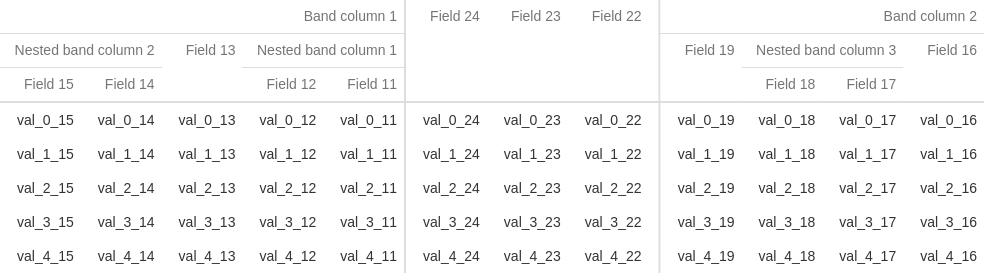 Band column 1 Field 24 Field 23 Field 22 Band column 2
Nested band column 2 Field 13 Nested band column 1 Field 19 Nested band column 3 Field 16
Field 15 Field 14 Field 12 Field 11 Field 18 Field 17
val_0_15 val_0_14 val_0_13 val_0_12 val_0_11 val_0_24 val_0_23 val_0_22 val_0_19 val_0_18 val_0_17 val_0_16
val_1_15 val_1_14 val_1_13 val_1_12 val_1_11 val_1_24 val_1_23 val_1_22 val_1_19 val_1_18 val_1_17 val_1_16
val_2_15 val_2_14 val_2_13 val_2_12 val_2_11 val_2_24 val_2_23 val_2_22 val_2_19 val_2_18 val_2_17 val_2_16
val_3_15 val_3_14 val_3_13 val_3_12 val_3_11 val_3_24 val_3_23 val_3_22 val_3_19 val_3_18 val_3_17 val_3_16
val_4_15 val_4_14 val_4_13 val_4_12 val_4_11 val_4_24 val_4_23 val_4_22 val_4_19 val_4_18 val_4_17 val_4_16